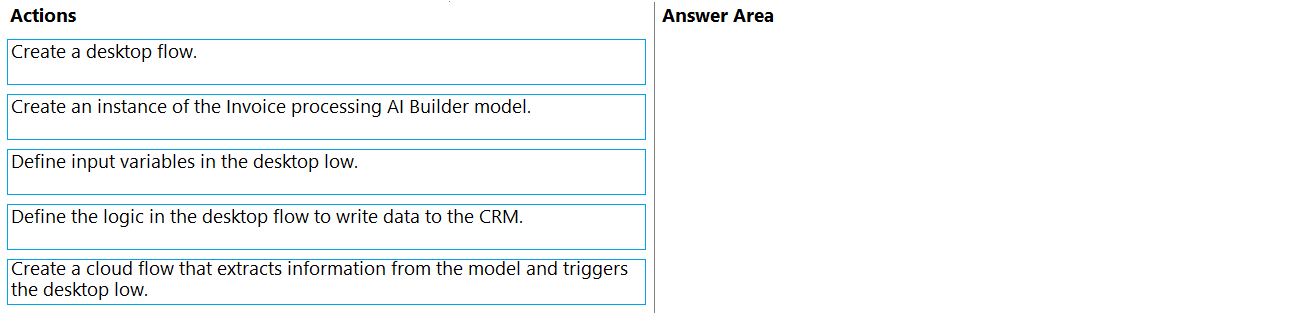 Actions
Answer Area
Create a desktop flow.
Create an instance of the Invoice processing AI Builder model.
Define input variables in the desktop low.
Define the logic in the desktop flow to write data to the CRM.
Create a cloud flow that extracts information from the model and triggers
the desktop low.